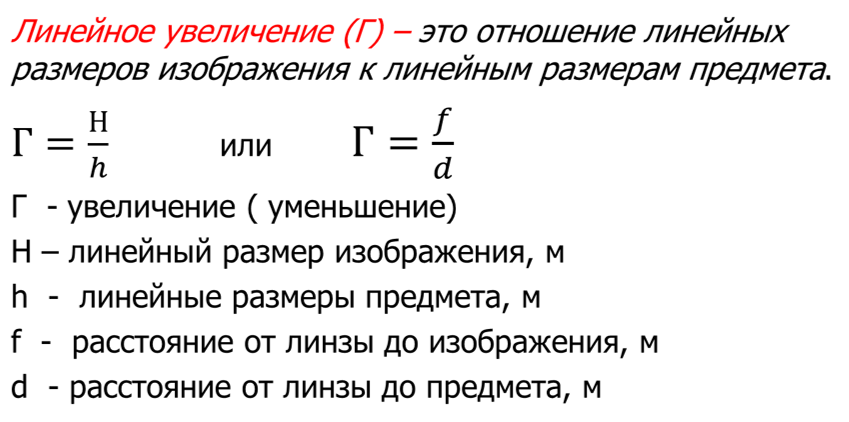 Линейное увеличение (Г) – это отношение линейных
размеров изображения к линейным размерам предмета.
Г = H/h или Г = f/d
Г - увеличение ( уменьшение)
H – линейный размер изображения, м
h - линейные размеры предмета, м
f - расстояние от линзы до изображения, м
d - расстояние от линзы до предмета, м